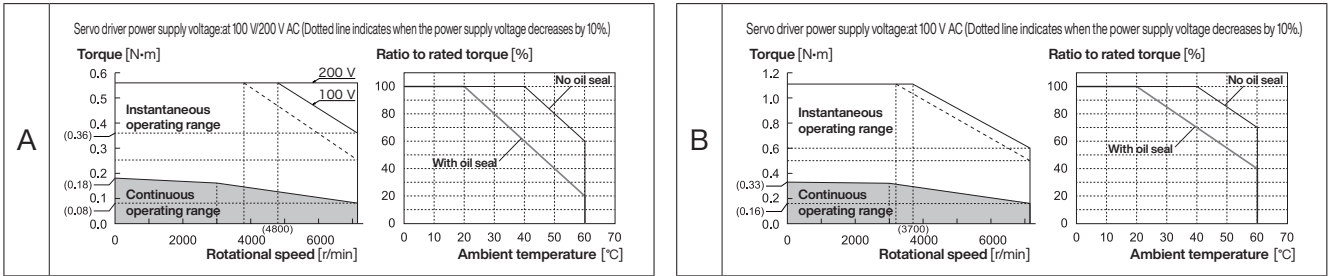 A
Servo driver power supply voltage:at 100 V/200 V AC (Dotted line indicates when the power supply voltage decreases by 10%.)
Torque [N•m]
0.6
0.5
0.4
(0.36)
0.3
0.2
(0.18)
0.1
(0.08)
0.0
200 V
100 V
Instantaneous
operating range
Continuous
operating range
0 2000 4000 6000
(4800)
Rotational speed [r/min]
Ratio to rated torque [%]
100
80
60
40
20
0
No oil seal
With oil seal
0 10 20 30 40 50 60 70
Ambient temperature [°C]
B
Servo driver power supply voltage:at 100 V AC (Dotted line indicates when the power supply voltage decreases by 10%.)
Torque [N•m]
1.2
1.0
0.8
0.6
0.4
(0.33)
0.2
(0.16)
0.0
Instantaneous
operating range
Continuous
operating range
0 2000 4000 6000
(3700)
Rotational speed [r/min]
Ratio to rated torque [%]
100
80
60
40
20
0
No oil seal
With oil seal
0 10 20 30 40 50 60 70
Ambient temperature [°C]